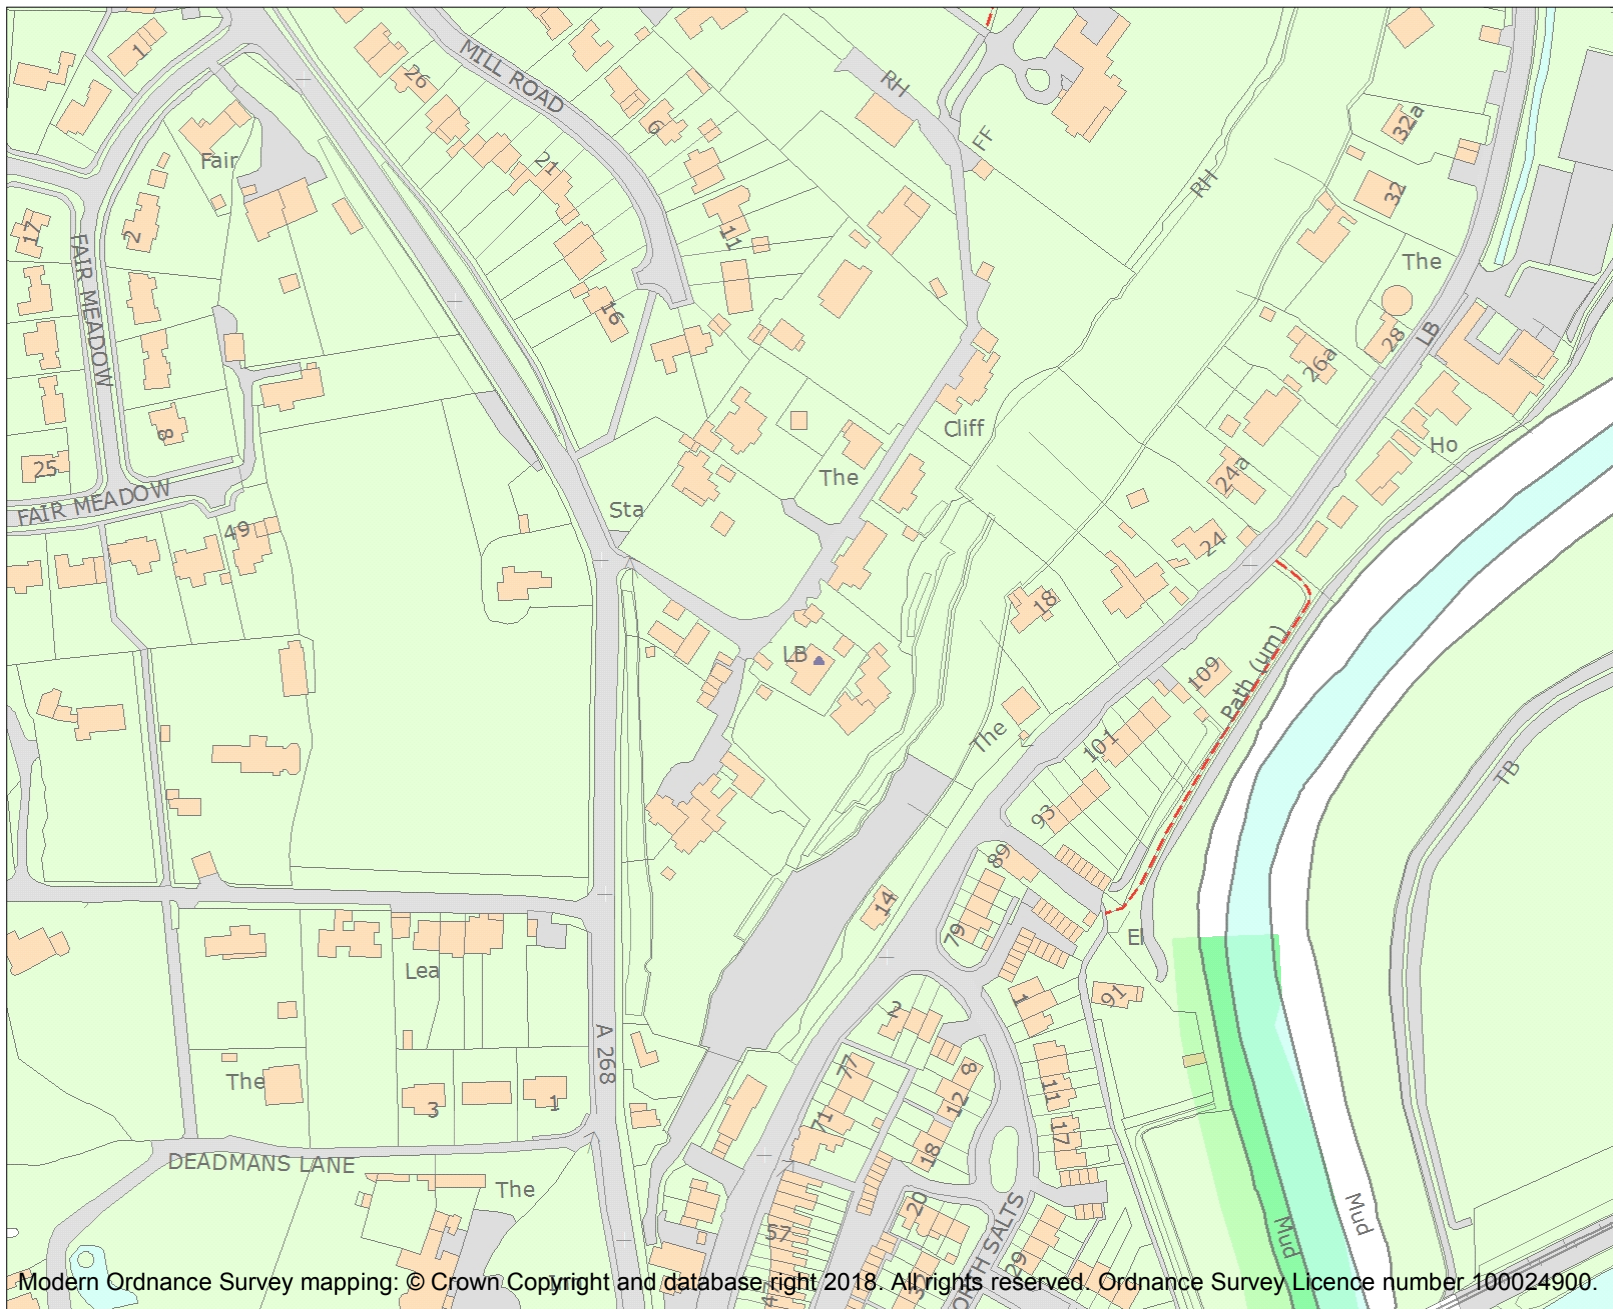 1
26
MILL ROAD
RH
32a
FF
6
Fair
21
RH
32
17
2
11
The
FAIR MEADOW
16
LB
28
26a
8
Cliff
Ho
25
The
24a
FAIR MEADOW
Sta
49
24
18
LB
109
Path (um)
The
101
TB
93
89
14
79
El
Lea
2
1
91
A 268
77
8
The
11
12
3
1
71
17
18
DEADMANS LANE
The
20
Mud
Mud
57
29
47
Modern Ordnance Survey mapping: © Crown Copyright and database right 2018. All rights reserved. Ordnance Survey Licence number 100024900.